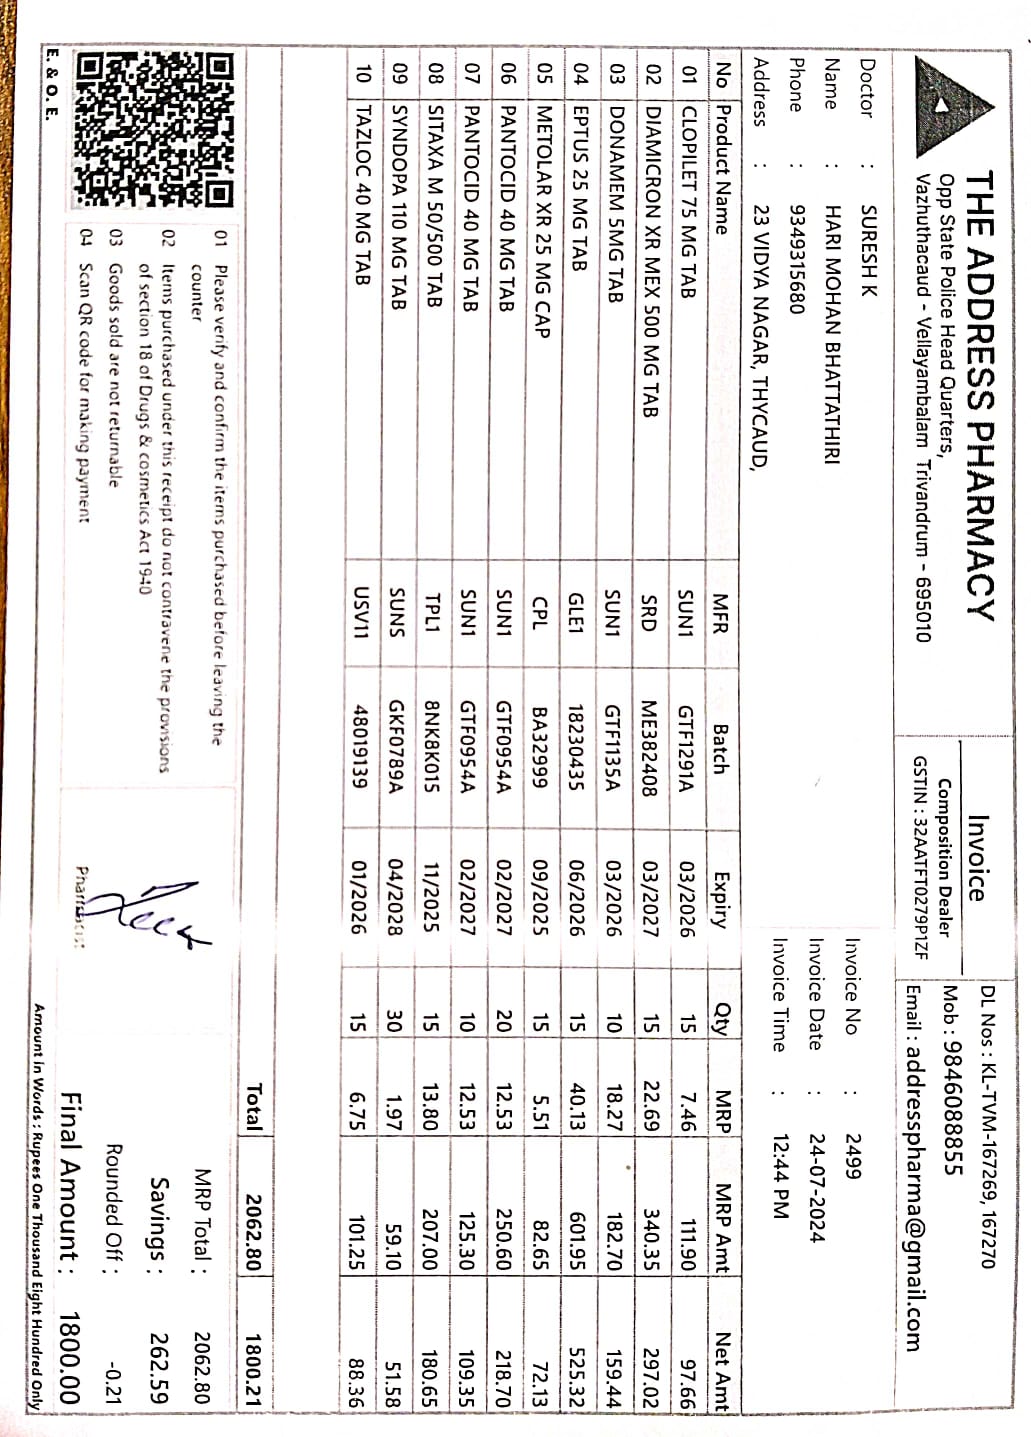 THE ADDRESS PHARMACY
Opp State Police Head Quarters,
Vazhuthacaud - Vellayambalam Trivandrum - 695010
Invoice
Composition Dealer
GSTIN : 32AATFT0279P1ZF
DL Nos : KL-TVM-167269, 167270
Mob : 9846088855
Email : addresspharma@gmail.com
Doctor : SURESH K
Name : HARI MOHAN BHATTATHIRI
Phone : 9349315680
Address : 23 VIDYA NAGAR, THYCAUD,
Invoice No : 2499
Invoice Date : 24-07-2024
Invoice Time : 12:44 PM
No Product Name MFR Batch Expiry Qty MRP MRP Amt Net Amt
01 CLOPILET 75 MG TAB SUN1 GTF1291A 03/2026 15 7.46 111.90 97.66
02 DIAMICRON XR MEX 500 MG TAB SRD ME382408 03/2027 15 22.69 340.35 297.02
03 DONAMEM 5MG TAB SUN1 GTF1135A 03/2026 10 18.27 182.70 159.44
04 EPTUS 25 MG TAB GLE1 18230435 06/2026 15 40.13 601.95 525.32
05 METOLAR XR 25 MG CAP CPL BA32999 09/2025 15 5.51 82.65 72.13
06 PANTOCID 40 MG TAB SUN1 GTF0954A 02/2027 20 12.53 250.60 218.70
07 PANTOCID 40 MG TAB SUN1 GTF0954A 02/2027 10 12.53 125.30 109.35
08 SITAXA M 50/500 TAB TPL1 8NK8K015 11/2025 15 13.80 207.00 180.65
09 SYNDOPA 110 MG TAB SUNS GKF0789A 04/2028 30 1.97 59.10 51.58
10 TAZLOC 40 MG TAB USV11 48019139 01/2026 15 6.75 101.25 88.36
Total 2062.80 1800.21
01 Please verify and confirm the items purchased before leaving the
counter
02 Items purchased under this receipt do not contravene the provisions
of section 18 of Drugs & cosmetics Act 1940
03 Goods sold are not returnable
04 Scan QR code for making payment
E. & O. E.
Pharmacist
MRP Total : 2062.80
Savings : 262.59
Rounded Off : -0.21
Final Amount : 1800.00
Amount in Words : Rupees One Thousand Eight Hundred Only